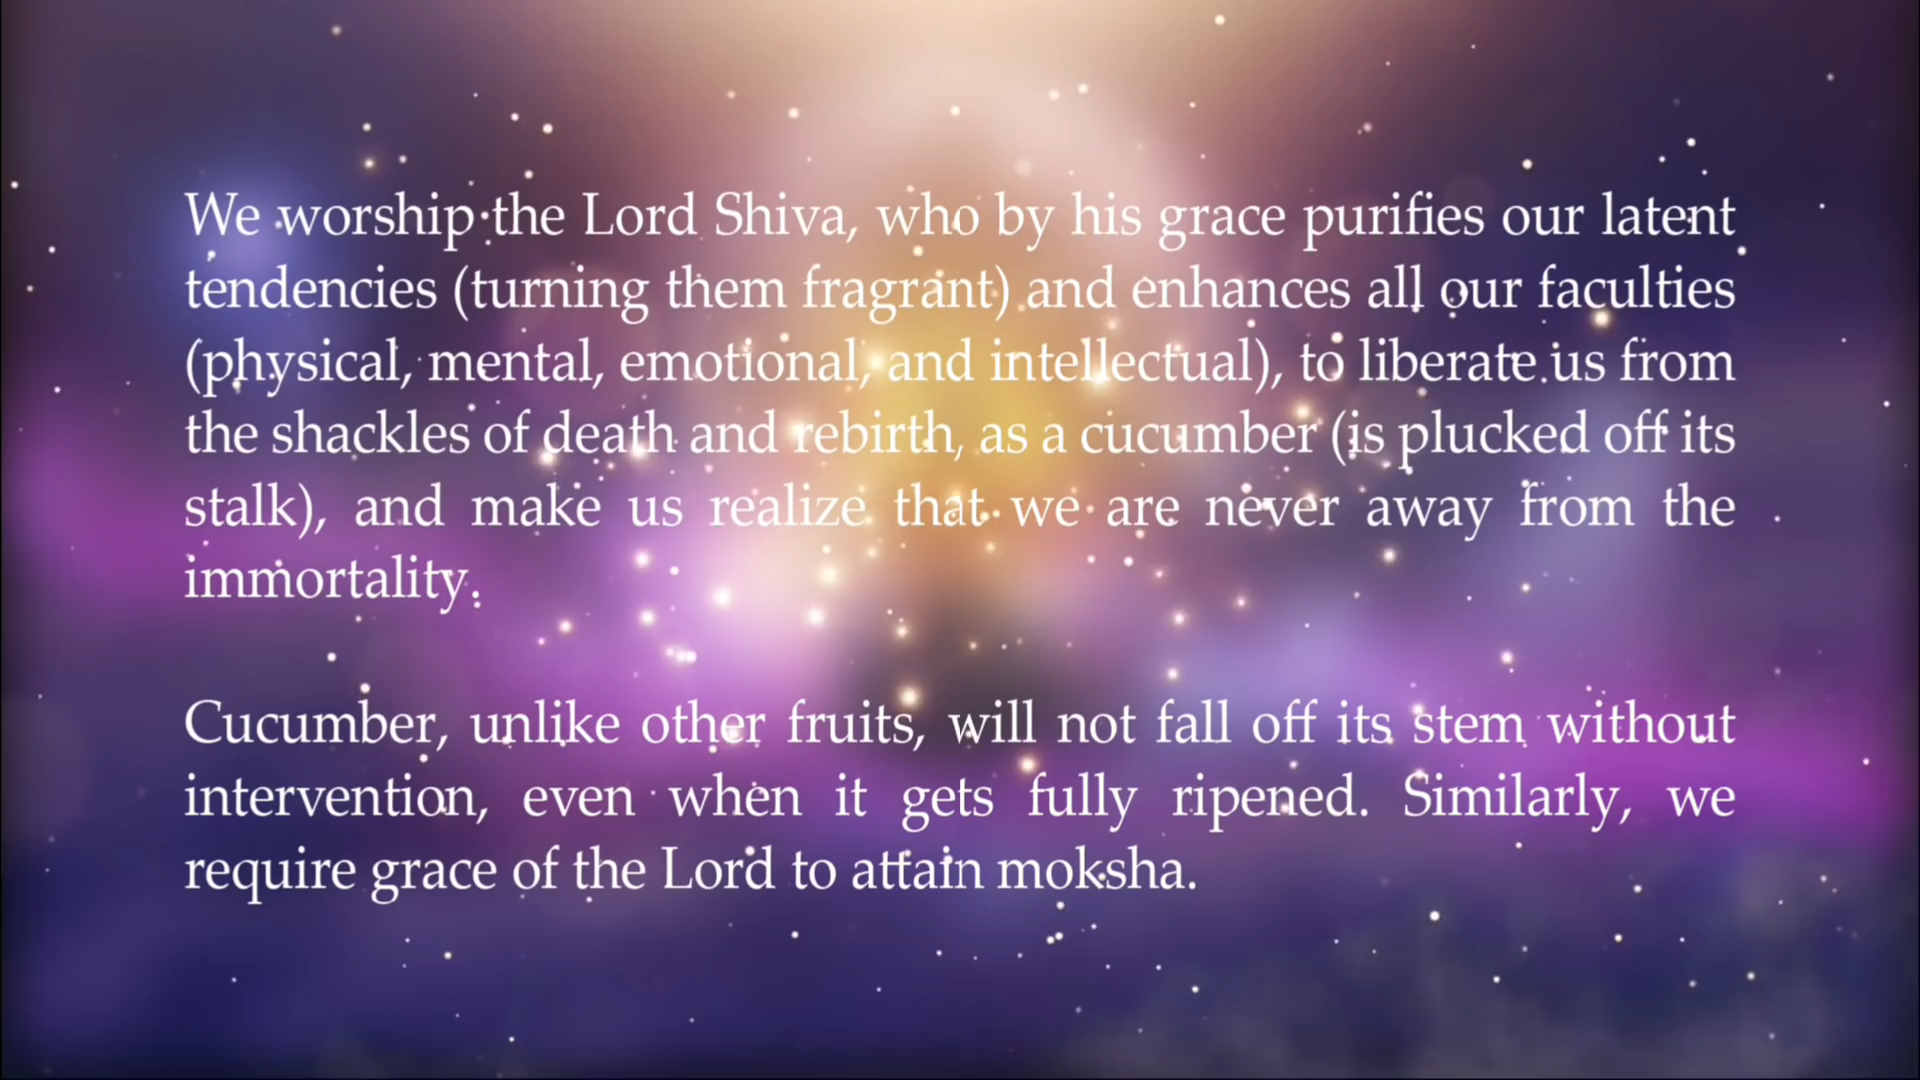 We worship the Lord Shiva, who by his grace purifies our latent
tendencies (turning them fragrant) and enhances all our faculties
(physical, mental, emotional, and intellectual), to liberate us from
the shackles of death and rebirth, as a cucumber (is plucked off its
stalk), and make us realize that we are never away from the
immortality.
Cucumber, unlike other fruits, will not fall off its stem without
intervention, even when it gets fully ripened. Similarly, we
require grace of the Lord to attain moksha.